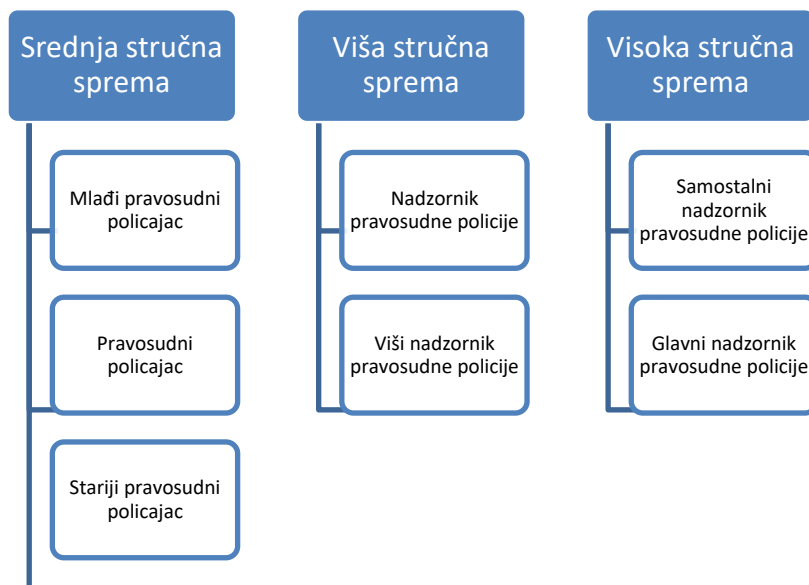 Srednja stručna
sprema
Mlađi pravosudni
policajac
Pravosudni
policajac
Stariji pravosudni
policajac
Viša stručna
sprema
Nadzornik
pravosudne policije
Viši nadzornik
pravosudne policije
Visoka stručna
sprema
Samostalni
nadzornik
pravosudne policije
Glavni nadzornik
pravosudne policije